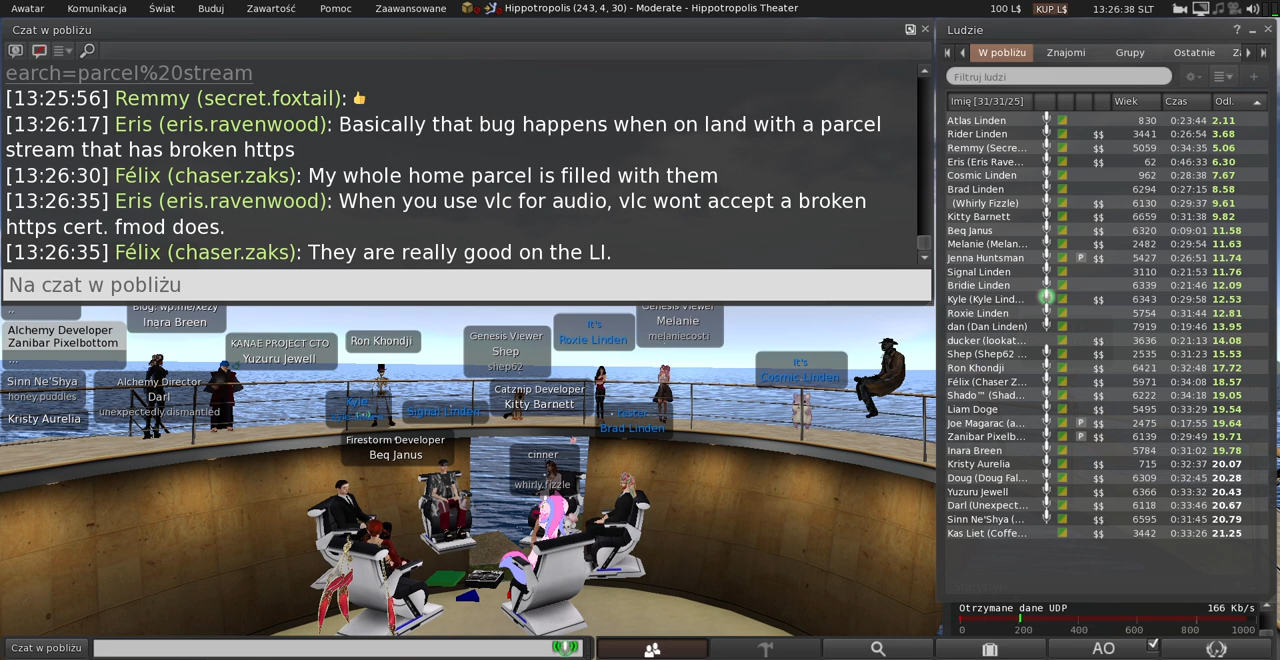 Awatar Komunikacja Świat Buduj Zawartość Pomoc Zaawansowane Hippotropolis (243, 4, 30) - Moderate - Hippotropolis Theater 100 L$ KUP L$ 13:26:38 SLT
Czat w pobliżu
earch=parcel%20stream
[13:25:56] Remmy (secret.foxtail): 👍
[13:26:17] Eris (eris.ravenwood): Basically that bug happens when on land with a parcel
stream that has broken https
[13:26:30] Félix (chaser.zaks): My whole home parcel is filled with them
[13:26:35] Eris (eris.ravenwood): When you use vlc for audio, vlc wont accept a broken
https cert. fmod does.
[13:26:35] Félix (chaser.zaks): They are really good on the LI.
Na czat w pobliżu
Blog: wp.me/xezy
Inara Breen
Alchemy Developer
Zanibar Pixelbottom
...
KANAE PROJECT CTO
Yuzuru Jewell
Ron Khondji
Genesis Viewer
Shep
shep62
It's
Roxie Linden
Genesis Viewer
Melanie
melaniecosti
It's
Cosmic Linden
Sinn Ne'Shya
honey.puddles
Kristy Aurelia
Alchemy Director
Darl
unexpectedly.dismantled
Kyle
Signal Linden
Catznip Developer
Kitty Barnett
Tester
Brad Linden
Firestorm Developer
Beq Janus
cinner
whirly.fizzle
Ludzie
? _ ×
W pobliżu Znajomi Grupy Ostatnie
Filtruj ludzi
Imię [31/31/25] Wiek Czas Odl.
Atlas Linden 830 0:23:44 2.11
Rider Linden $$ 3441 0:26:54 3.68
Remmy (Secre... $$ 5059 0:34:35 5.06
Eris (Eris Rave... $$ 62 0:46:33 6.30
Cosmic Linden 962 0:28:38 7.67
Brad Linden 6294 0:27:15 8.58
(Whirly Fizzle) $$ 6130 0:29:37 9.61
Kitty Barnett $$ 6659 0:31:38 9.82
Beq Janus $$ 6320 0:09:01 11.58
Melanie (Melan... $$ 2482 0:29:54 11.63
Jenna Huntsman P $$ 5427 0:26:51 11.74
Signal Linden 3110 0:21:53 11.76
Bridie Linden 6339 0:21:46 12.09
Kyle (Kyle Lind... $$ 6343 0:29:58 12.53
Roxie Linden 5754 0:31:44 12.81
dan (Dan Linden) 7919 0:19:46 13.95
ducker (lookat... $$ 3636 0:21:13 14.08
Shep (Shep62 ... $$ 2535 0:31:23 15.53
Ron Khondji $$ 6421 0:32:48 17.72
Félix (Chaser Z... $$ 5971 0:34:08 18.57
Shado™ (Shad... $$ 6222 0:34:18 19.05
Liam Doge $$ 5495 0:33:29 19.54
Joe Magarac (a... P $$ 2475 0:17:55 19.64
Zanibar Pixelb... P $$ 6139 0:29:49 19.71
Inara Breen 5784 0:31:02 19.78
Kristy Aurelia $$ 715 0:32:37 20.07
Doug (Doug Fal... $$ 6309 0:32:45 20.28
Yuzuru Jewell $$ 6366 0:33:32 20.43
Darl (Unexpect... $$ 6118 0:33:46 20.67
Sinn Ne'Shya (... $$ 6595 0:31:45 20.79
Kas Liet (Coffe... $$ 3442 0:33:26 21.25
Otrzymane dane UDP 166 Kb/s
0 200 400 600 800 1000
Czat w pobliżu AO